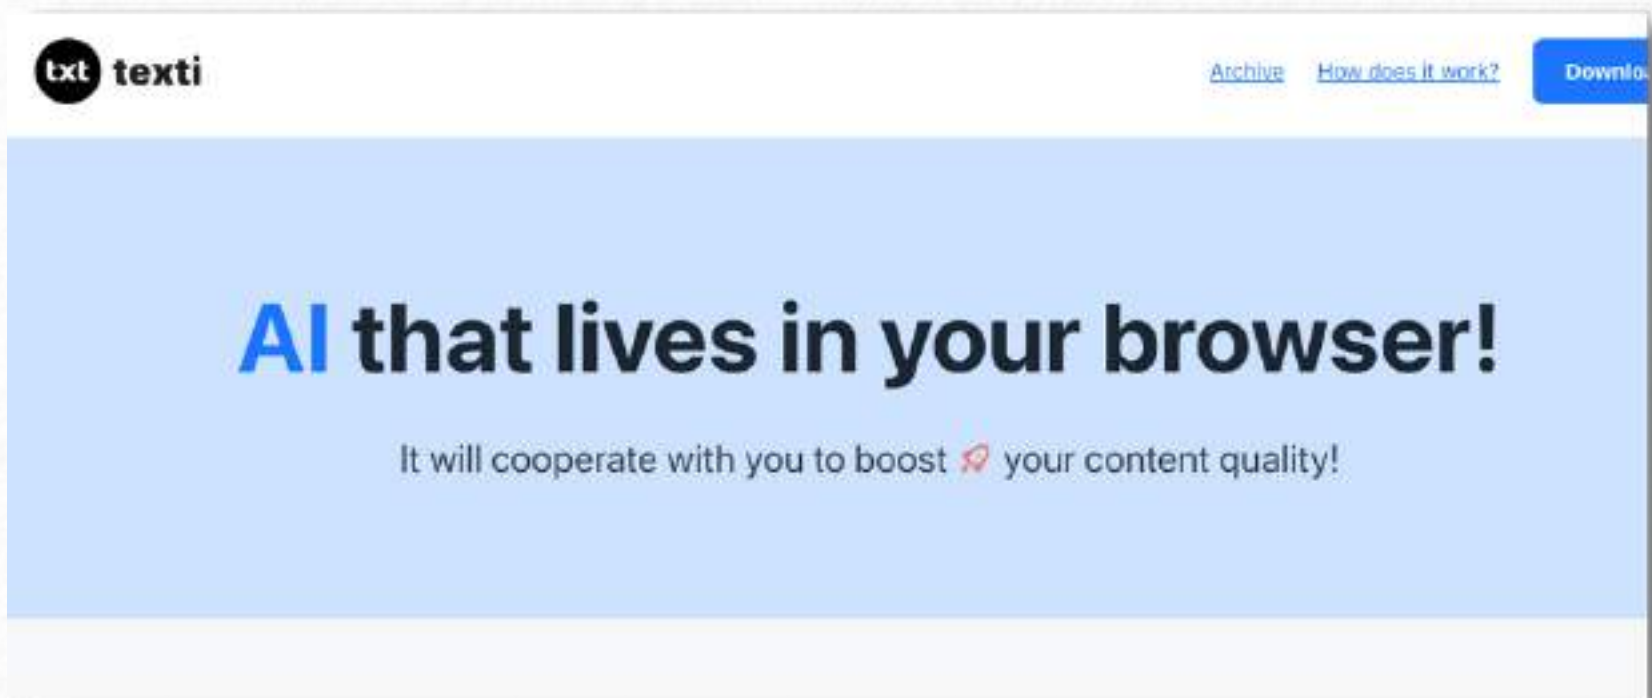 txt texti
Archive
How does it work?
AI that lives in your browser!
It will cooperate with you to boost 🚀 your content quality!